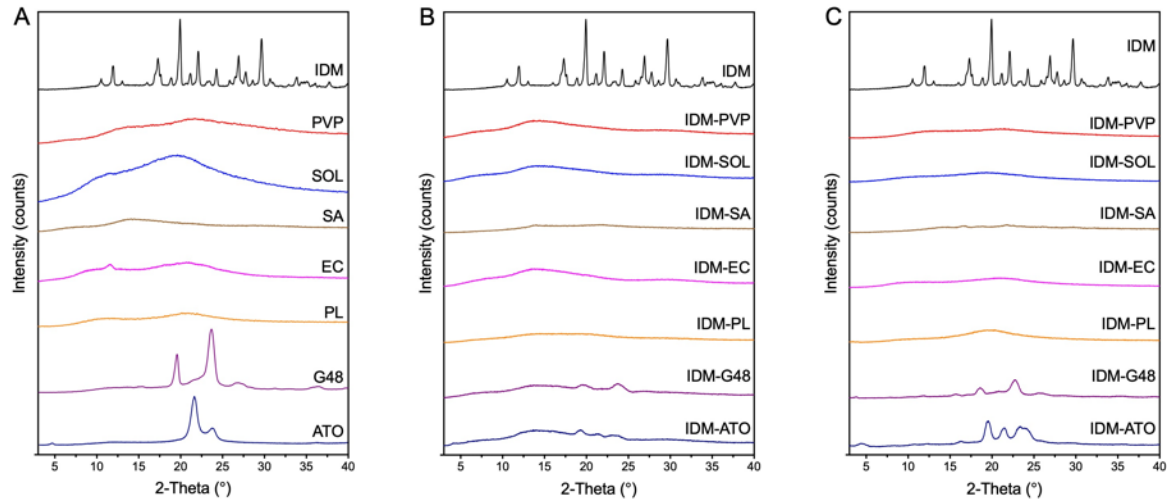 A
IDM
PVP
SOL
SA
EC
PL
G48
ATO
Intensity (counts)
5 10 15 20 25 30 35 40
2-Theta (°)
B
IDM
IDM-PVP
IDM-SOL
IDM-SA
IDM-EC
IDM-PL
IDM-G48
IDM-ATO
Intensity (counts)
5 10 15 20 25 30 35 40
2-Theta (°)
C
IDM
IDM-PVP
IDM-SOL
IDM-SA
IDM-EC
IDM-PL
IDM-G48
IDM-ATO
Intensity (counts)
5 10 15 20 25 30 35 40
2-Theta (°)